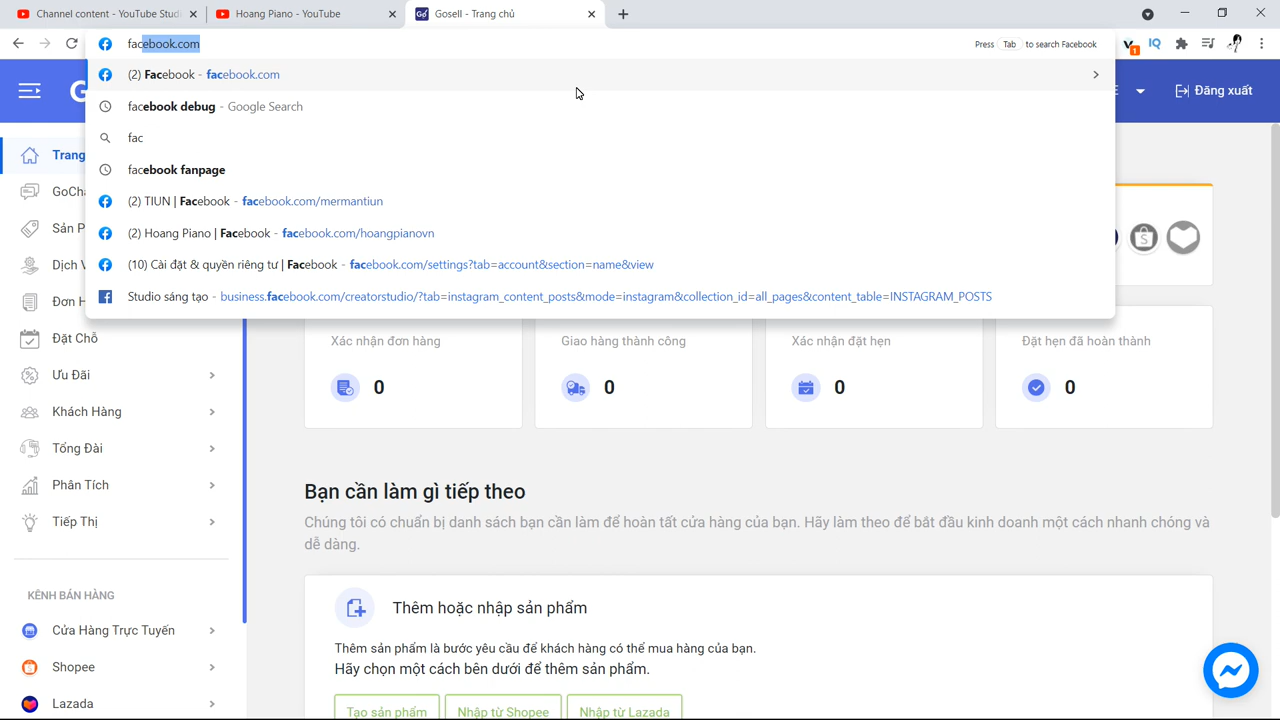 Channel content - YouTube Stud
Hoang Piano - YouTube
Gosell - Trang chủ
facebook.com
Press Tab to search Facebook
1
IQ
(2) Facebook - facebook.com
facebook debug - Google Search
fac
facebook fanpage
(2) TIUN | Facebook - facebook.com/mermantiun
(2) Hoang Piano | Facebook - facebook.com/hoangpianovn
(10) Cài đặt & quyền riêng tư | Facebook - facebook.com/settings?tab=account&section=name&view
Studio sáng tạo - business.facebook.com/creatorstudio/?tab=instagram_content_posts&mode=instagram&collection_id=all_pages&content_table=INSTAGRAM_POSTS
Đăng xuất
Trang
GoCh
Sản P
Dịch V
Đơn H
Đặt Chỗ
Ưu Đãi
Khách Hàng
Tổng Đài
Phân Tích
Tiếp Thị
KÊNH BÁN HÀNG
Cửa Hàng Trực Tuyến
Shopee
Lazada
Xác nhận đơn hàng
0
Giao hàng thành công
0
Xác nhận đặt hẹn
0
Đặt hẹn đã hoàn thành
0
Bạn cần làm gì tiếp theo
Chúng tôi có chuẩn bị danh sách bạn cần làm để hoàn tất cửa hàng của bạn. Hãy làm theo để bắt đầu kinh doanh một cách nhanh chóng và
dễ dàng.
Thêm hoặc nhập sản phẩm
Thêm sản phẩm là bước yêu cầu để khách hàng có thể mua hàng của bạn.
Hãy chọn một cách bên dưới để thêm sản phẩm.
Tạo sản phẩm
Nhập từ Shopee
Nhập từ Lazada